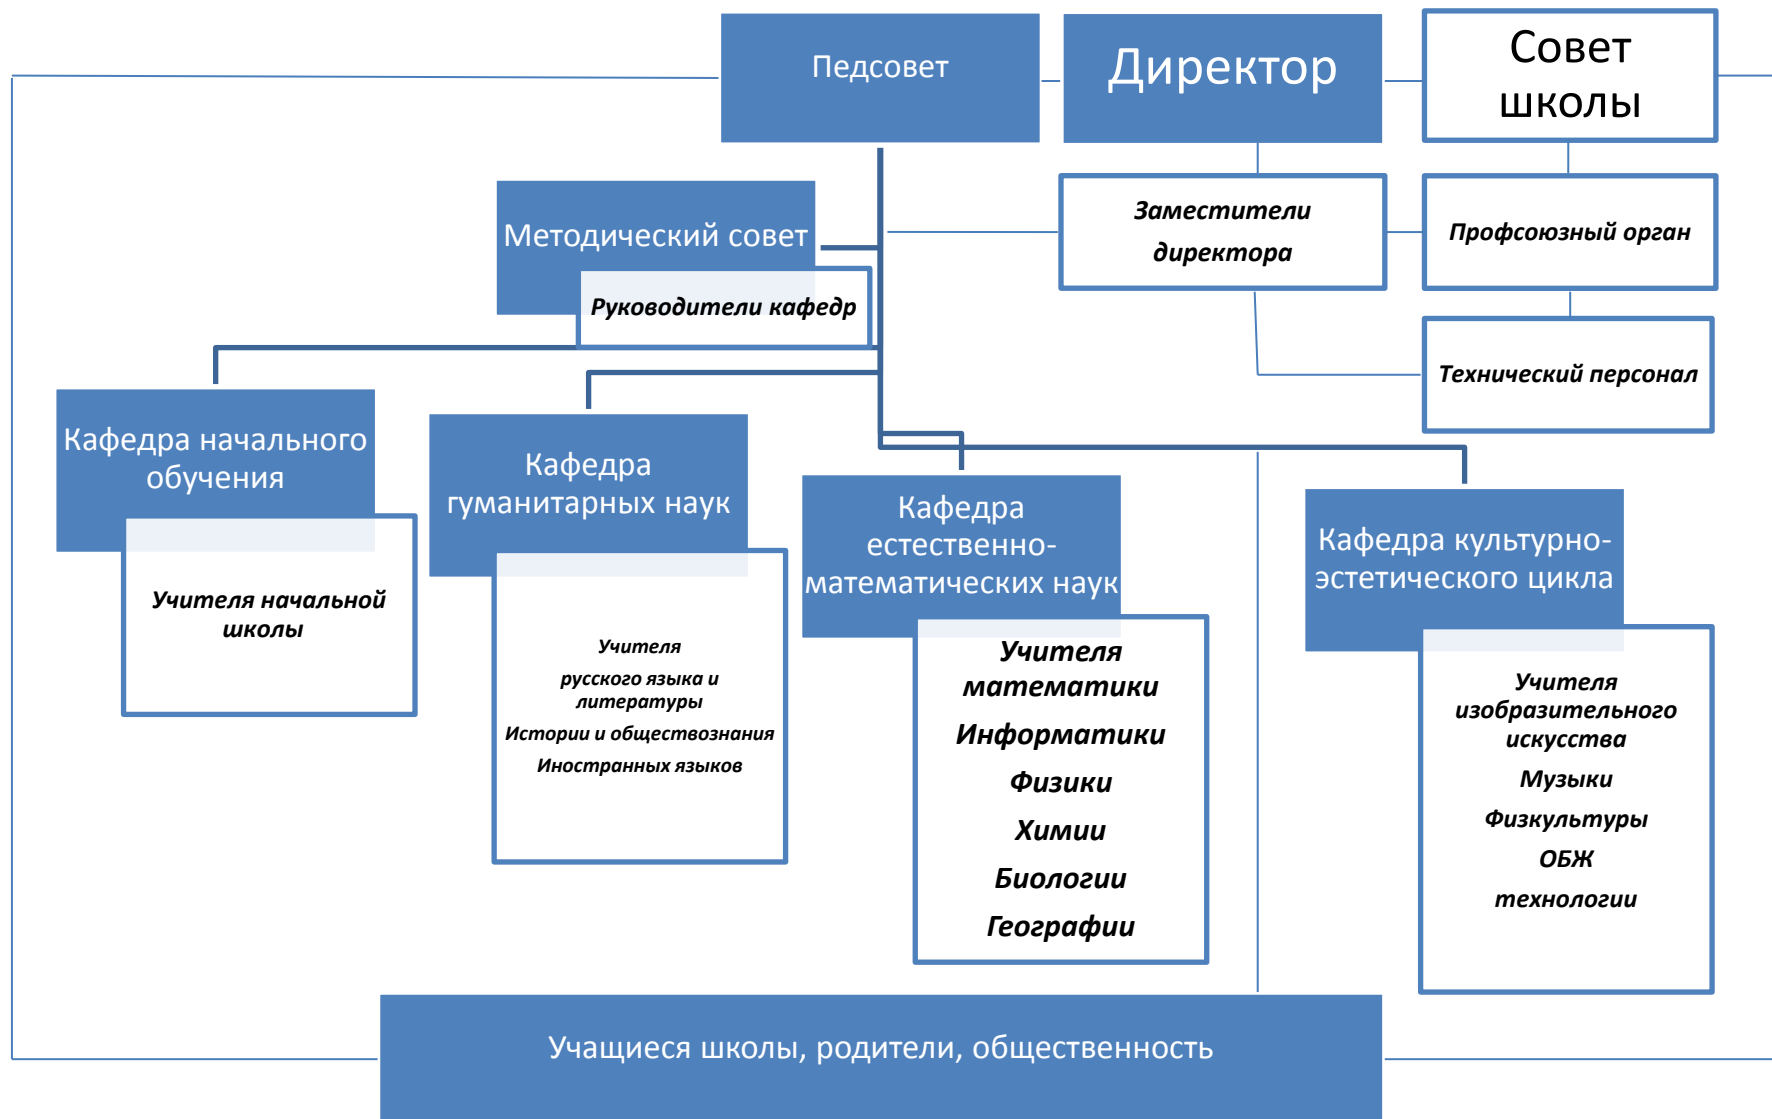 Педсовет
Директор
Совет
школы
Заместители
директора
Профсоюзный орган
Методический совет
Руководители кафедр
Технический персонал
Кафедра начального
обучения
Учителя начальной
школы
Кафедра
гуманитарных наук
Учителя
русского языка и
литературы
Истории и обществознания
Иностранных языков
Кафедра
естественно-
математических наук
Учителя
математики
Информатики
Физики
Химии
Биологии
Географии
Кафедра культурно-
эстетического цикла
Учителя
изобразительного
искусства
Музыки
Физкультуры
ОБЖ
технологии
Учащиеся школы, родители, общественность